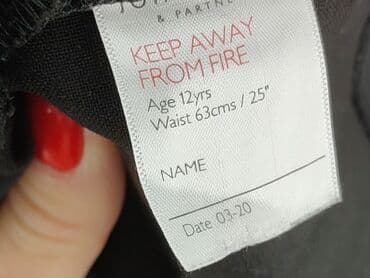 & PARTNE
KEEP AWAY
FROM FIRE
Age 12yrs
Waist 63cms / 25"
NAME
Date 03-20